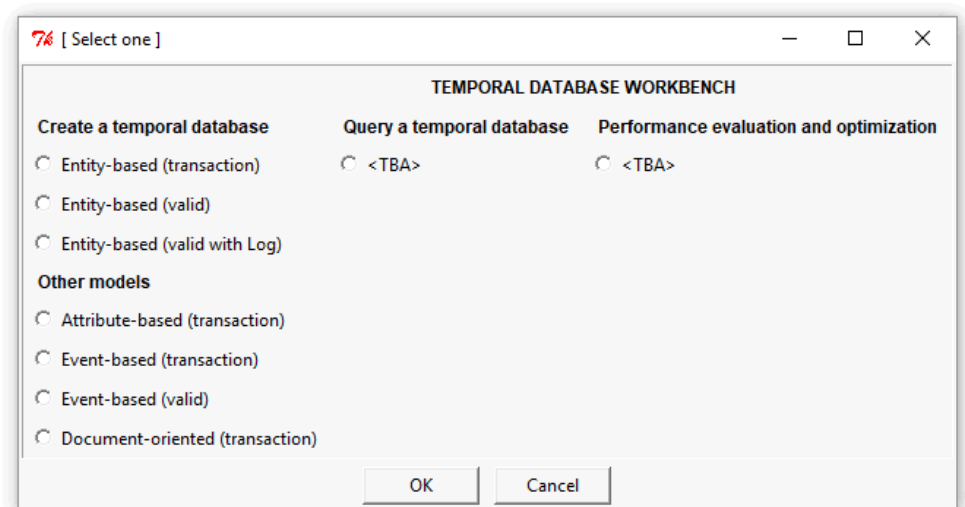 [ Select one ]
TEMPORAL DATABASE WORKBENCH
Create a temporal database Query a temporal database Performance evaluation and optimization
Entity-based (transaction) <TBA> <TBA>
Entity-based (valid)
Entity-based (valid with Log)
Other models
Attribute-based (transaction)
Event-based (transaction)
Event-based (valid)
Document-oriented (transaction)
OK Cancel